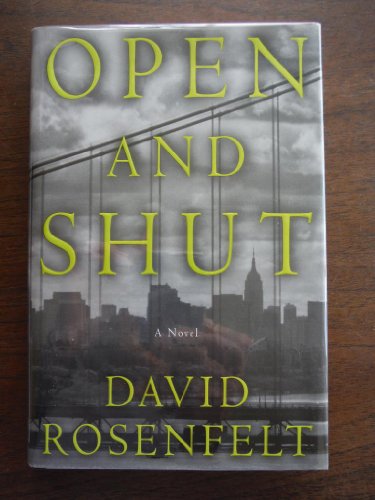 OPEN
AND
SHUT
A Novel
DAVID
ROSENFELT